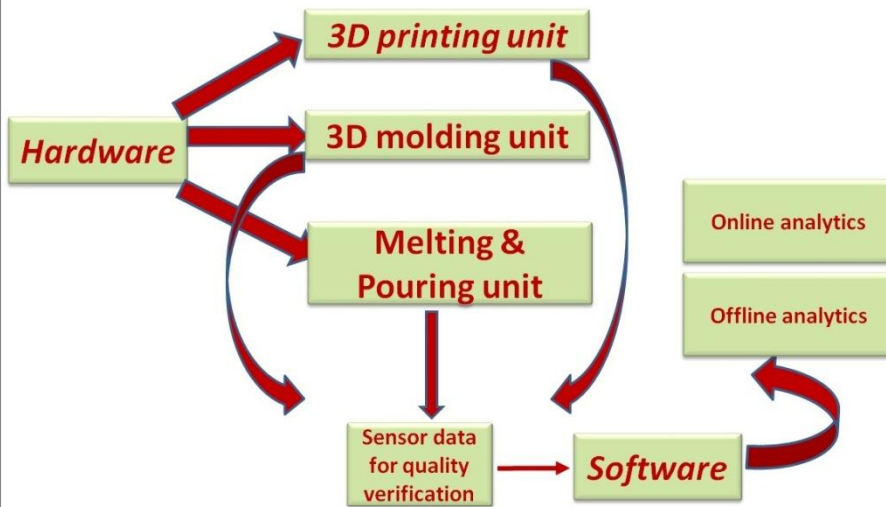 3D printing unit
Hardware
3D molding unit
Melting &
Pouring unit
Online analytics
Offline analytics
Sensor data
for quality
verification
Software